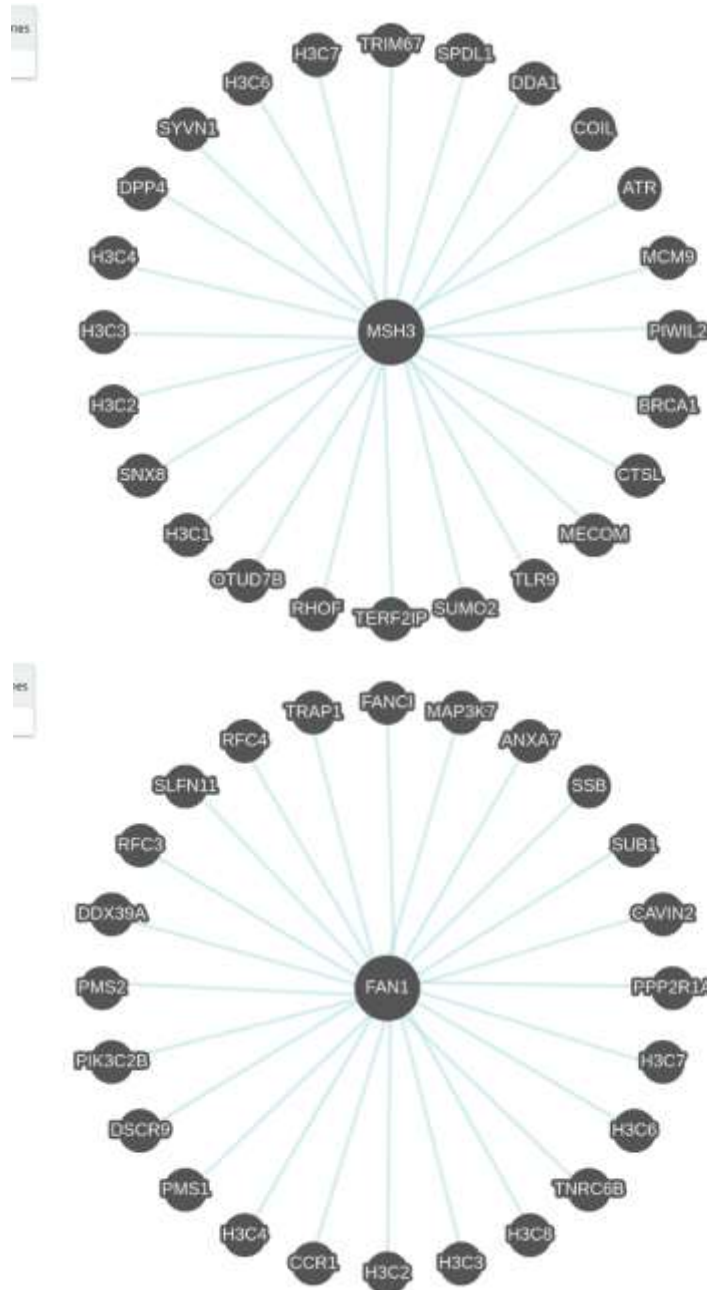 nes
TRIM67
H3C7
SPDL1
H3C6
DDA1
SYVN1
COIL
DPP4
ATR
H3C4
MCM9
H3C3
MSH3
PIWIL2
H3C2
BRCA1
SNX8
CTSL
H3C1
MECOM
OTUD7B
TLR9
RHOF
TERF2IP
SUMO2
nes
FANCI
TRAP1
MAP3K7
RFC4
ANXA7
SLFN11
SSB
RFC3
SUB1
DDX39A
CAVIN2
PMS2
FAN1
PPP2R1A
PIK3C2B
H3C7
DSCR9
H3C6
PMS1
TNRC6B
H3C4
H3C8
CCR1
H3C2
H3C3